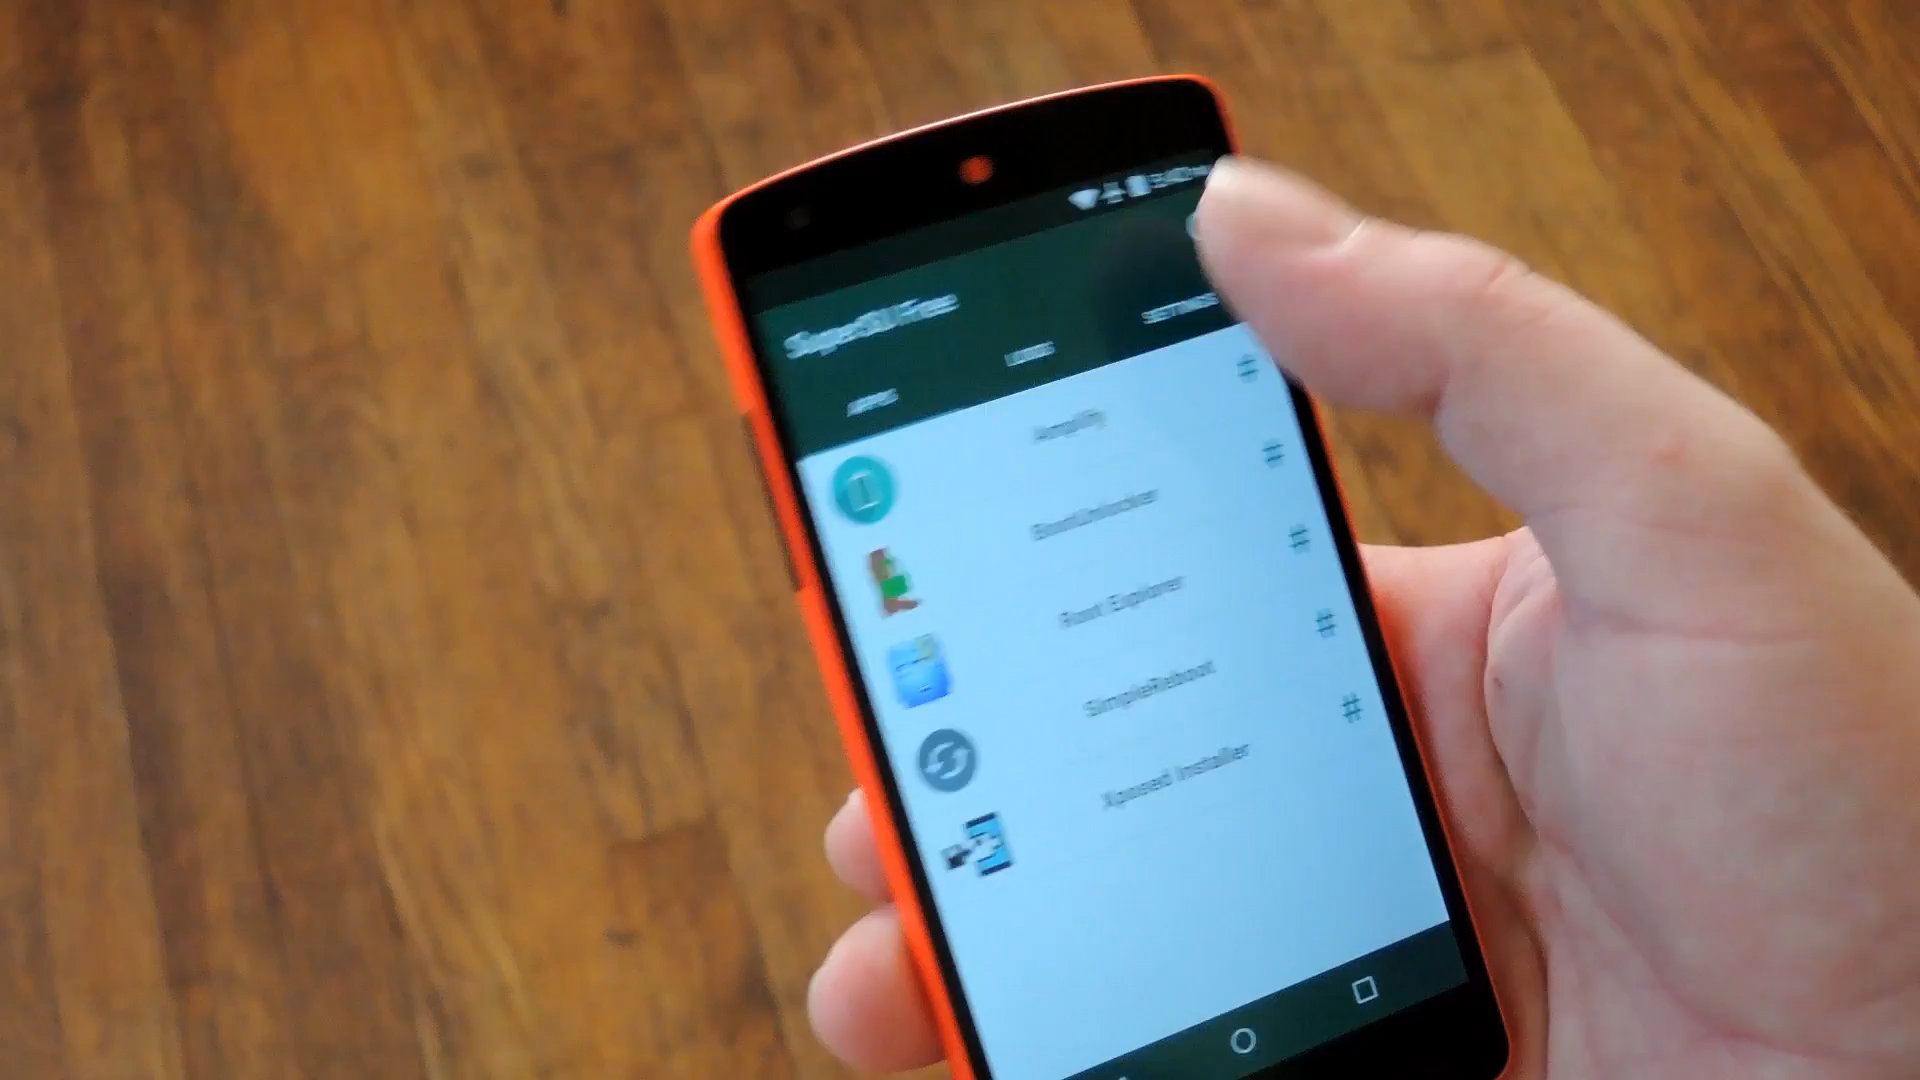 SuperSU Free
APPS
LOGS
SETTINGS
Amplify
#
BootUnlocker
#
Root Explorer
#
SimpleReboot
#
Xposed Installer
#